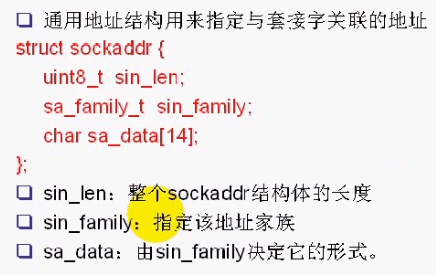 通用地址结构用来指定与套接字关联的地址
struct sockaddr {
uint8_t sin_len;
sa_family_t sin_family;
char sa_data[14];
};
sin_len：整个sockaddr结构体的长度
sin_family：指定该地址家族
sa_data：由sin_family决定它的形式。